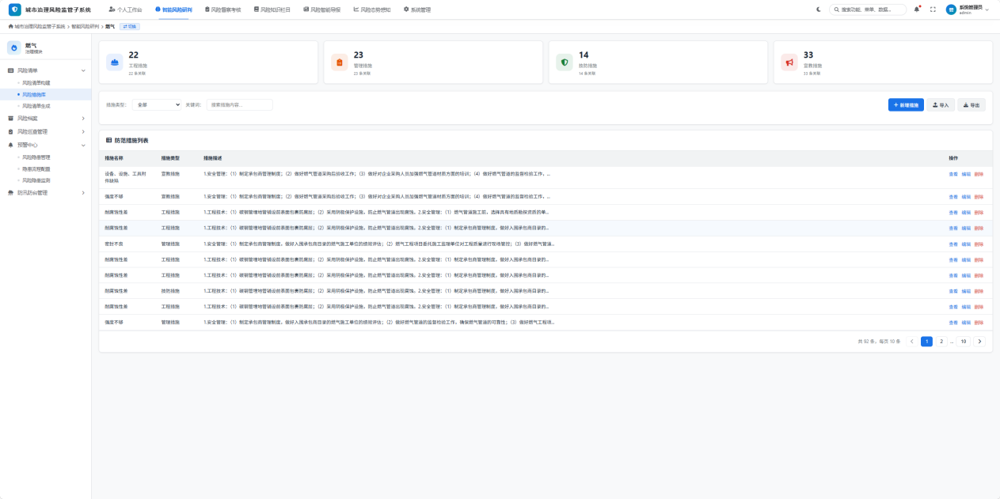 城市治理风险监管子系统
个人工作台
智能风险研判
风险督察考核
风险知识栏目
风险智能导报
风险态势感知
系统管理
搜索功能、菜单、数据...
系统管理员
admin
城市治理风险监管子系统 > 智能风险研判 > 燃气
切换
燃气
治理模块
风险清单
风险清单构建
风险措施库
风险清单生成
风险档案
风险巡查管理
预警中心
风险隐患管理
隐患流程配置
风险隐患监测
防汛防台管理
22
工程措施
22 条关联
23
管理措施
23 条关联
14
技防措施
14 条关联
33
宣教措施
33 条关联
措施类型:
全部
关键词:
搜索措施内容...
+ 新增措施
导入
导出
防范措施列表
措施名称 措施类型 措施描述 操作
设备、设施、工具附件缺陷 宣教措施 1.安全管理:(1)制定承包商管理制度;(2)做好燃气管道采购后验收工作;(3)做好对企业采购人员加强燃气管道材质方面的培训;(4)做好燃气管道的监督检验工作, ... 查看 编辑 删除
强度不够 宣教措施 1.安全管理:(1)制定承包商管理制度;(2)做好燃气管道采购后验收工作;(3)做好对企业采购人员加强燃气管道材质方面的培训;(4)做好燃气管道的监督检验工作, ... 查看 编辑 删除
耐腐蚀性差 工程措施 1.工程技术:(1)碳钢管埋地管铺设前表面包裹防腐层;(2)采用阴极保护设施,防止燃气管道出现腐蚀。2.安全管理:(1)燃气管道施工前,选择具有地质勘探资质的单... 查看 编辑 删除
耐腐蚀性差 工程措施 1.工程技术:(1)碳钢管埋地管铺设前表面包裹防腐层;(2)采用阴极保护设施,防止燃气管道出现腐蚀。2.安全管理:(1)制定承包商管理制度,做好入围承包商目录的... 查看 编辑 删除
密封不良 管理措施 1.安全管理:(1)制定承包商管理制度,做好入围承包商目录的燃气施工单位的绩效评估;(2)燃气工程项目委托施工监理单位对工程质量进行现场管控;(3)做好燃气管道... 查看 编辑 删除
耐腐蚀性差 工程措施 1.工程技术:(1)碳钢管埋地管铺设前表面包裹防腐层;(2)采用阴极保护设施,防止燃气管道出现腐蚀。2.安全管理:(1)制定承包商管理制度,做好入围承包商目录的... 查看 编辑 删除
耐腐蚀性差 工程措施 1.工程技术:(1)碳钢管埋地管铺设前表面包裹防腐层;(2)采用阴极保护设施,防止燃气管道出现腐蚀。2.安全管理:(1)制定承包商管理制度,做好入围承包商目录的... 查看 编辑 删除
耐腐蚀性差 技防措施 1.工程技术:(1)碳钢管埋地管铺设前表面包裹防腐层;(2)采用阴极保护设施,防止燃气管道出现腐蚀。2.安全管理:(1)制定承包商管理制度,做好入围承包商目录的... 查看 编辑 删除
耐腐蚀性差 工程措施 1.工程技术:(1)碳钢管埋地管铺设前表面包裹防腐层;(2)采用阴极保护设施,防止燃气管道出现腐蚀。2.安全管理:(1)制定承包商管理制度,做好入围承包商目录的... 查看 编辑 删除
强度不够 管理措施 1.安全管理:(1)制定承包商管理制度,做好入围承包商目录的燃气施工单位的绩效评估;(2)做好燃气管道的监督检验工作,确保燃气管道的可靠性;(3)做好燃气工程项... 查看 编辑 删除
共 92 条,每页 10 条 < 1 2 ... 10 >